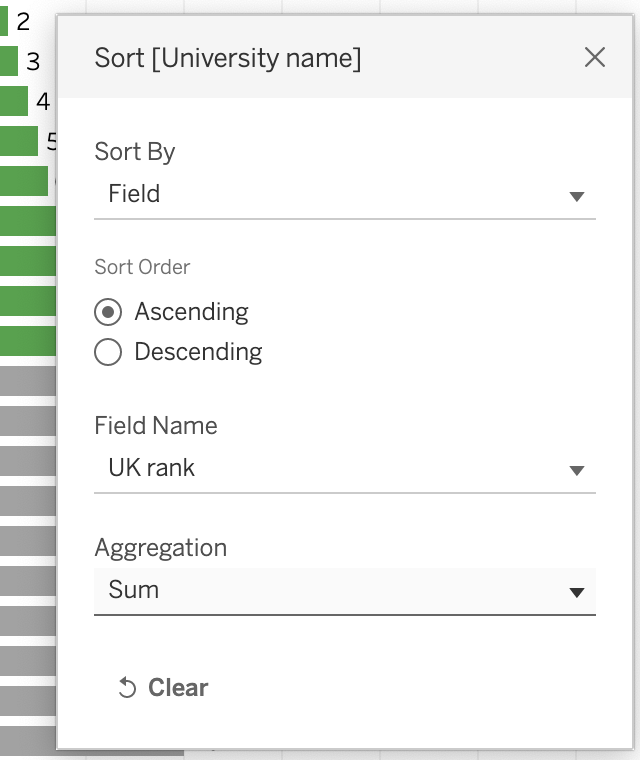 2
3
4
5
Sort [University name]
Sort By
Field
Sort Order
Ascending
Descending
Field Name
UK rank
Aggregation
Sum
Clear